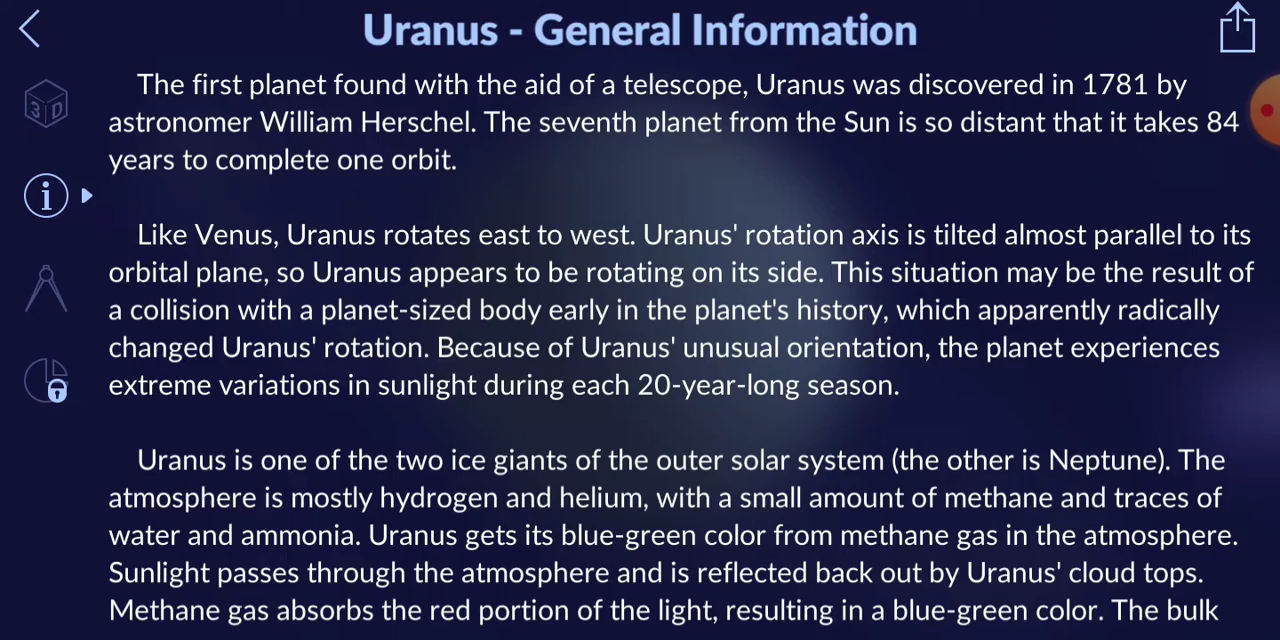 Uranus - General Information
The first planet found with the aid of a telescope, Uranus was discovered in 1781 by
astronomer William Herschel. The seventh planet from the Sun is so distant that it takes 84
years to complete one orbit.
Like Venus, Uranus rotates east to west. Uranus' rotation axis is tilted almost parallel to its
orbital plane, so Uranus appears to be rotating on its side. This situation may be the result of
a collision with a planet-sized body early in the planet's history, which apparently radically
changed Uranus' rotation. Because of Uranus' unusual orientation, the planet experiences
extreme variations in sunlight during each 20-year-long season.
Uranus is one of the two ice giants of the outer solar system (the other is Neptune). The
atmosphere is mostly hydrogen and helium, with a small amount of methane and traces of
water and ammonia. Uranus gets its blue-green color from methane gas in the atmosphere.
Sunlight passes through the atmosphere and is reflected back out by Uranus' cloud tops.
Methane gas absorbs the red portion of the light, resulting in a blue-green color. The bulk
3D
i